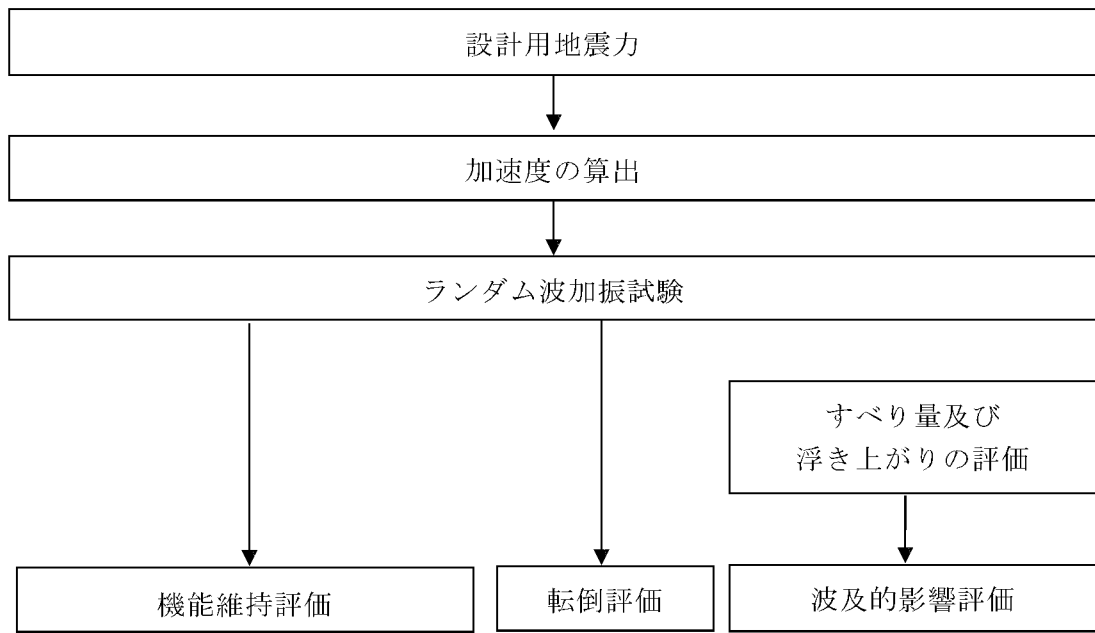 設計用地震力
加速度の算出
ランダム波加振試験
すべり量及び
浮き上がりの評価
機能維持評価
転倒評価
波及的影響評価